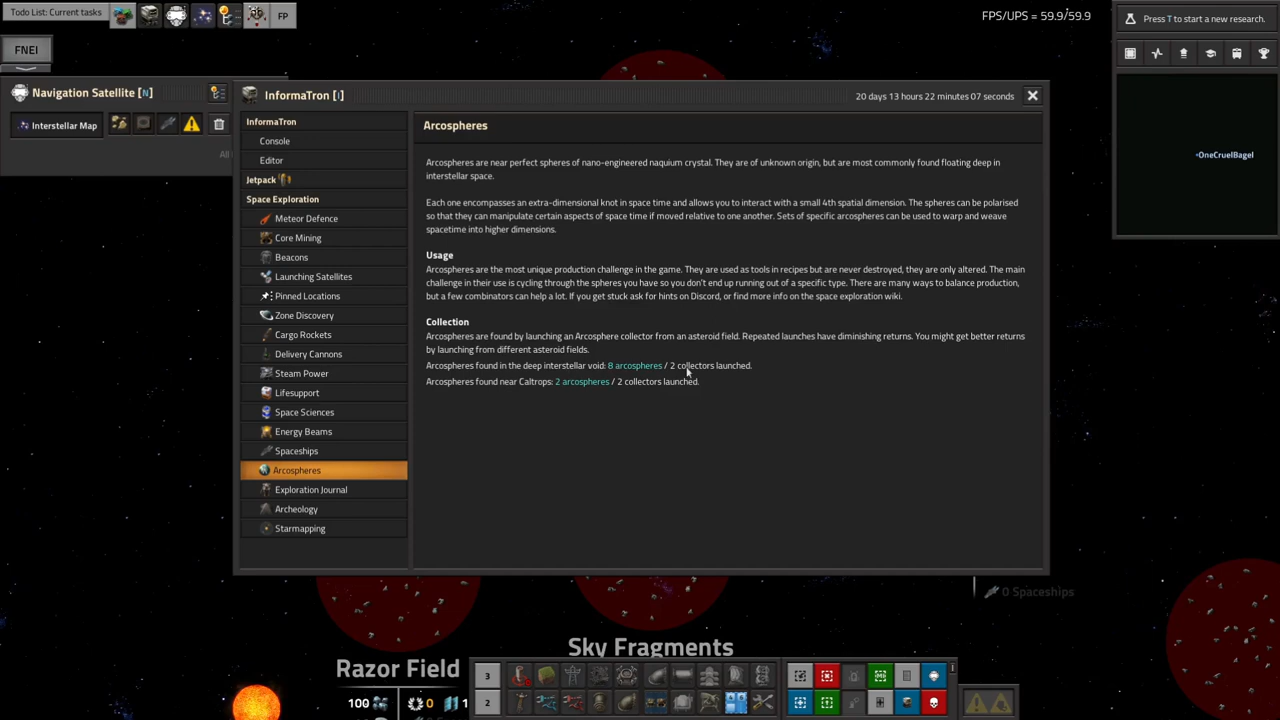 Todo List: Current tasks
FP
FPS/UPS = 59.9/59.9
Press T to start a new research.
FNEI
Navigation Satellite [N]
Interstellar Map
All
InformaTron [I]
20 days 13 hours 22 minutes 07 seconds
InformaTron
Console
Editor
Jetpack
Space Exploration
Meteor Defence
Core Mining
Beacons
Launching Satellites
Pinned Locations
Zone Discovery
Cargo Rockets
Delivery Cannons
Steam Power
Lifesupport
Space Sciences
Energy Beams
Spaceships
Arcospheres
Exploration Journal
Archeology
Starmapping
Arcospheres
Arcospheres are near perfect spheres of nano-engineered naquium crystal. They are of unknown origin, but are most commonly found floating deep in
interstellar space.
Each one encompasses an extra-dimensional knot in space time and allows you to interact with a small 4th spatial dimension. The spheres can be polarised
so that they can manipulate certain aspects of space time if moved relative to one another. Sets of specific arcospheres can be used to warp and weave
spacetime into higher dimensions.
Usage
Arcospheres are the most unique production challenge in the game. They are used as tools in recipes but are never destroyed, they are only altered. The main
challenge in their use is cycling through the spheres you have so you don't end up running out of a specific type. There are many ways to balance production,
but a few combinators can help a lot. If you get stuck ask for hints on Discord, or find more info on the space exploration wiki.
Collection
Arcospheres are found by launching an Arcosphere collector from an asteroid field. Repeated launches have diminishing returns. You might get better returns
by launching from different asteroid fields.
Arcospheres found in the deep interstellar void: 8 arcospheres / 2 collectors launched.
Arcospheres found near Caltrops: 2 arcospheres / 2 collectors launched.
OneCruelBagel
0 Spaceships
Sky Fragments
Razor Field
100
0
1
3
2